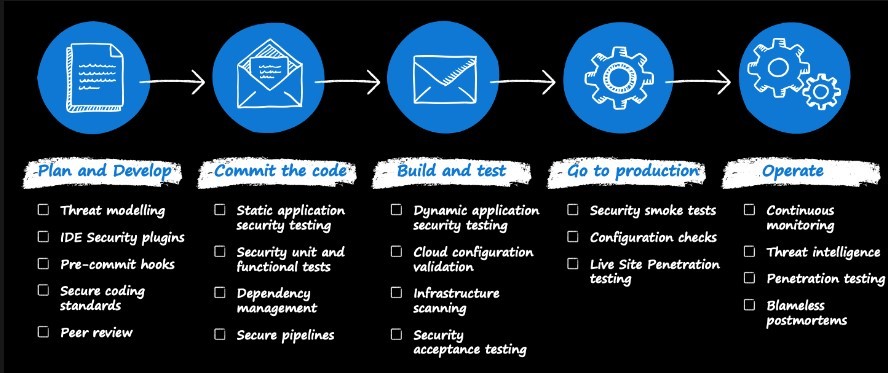 Plan and Develop
Threat modelling
IDE Security plugins
Pre-commit hooks
Secure coding
standards
Peer review
Commit the code
Static application
security testing
Security unit and
functional tests
Dependency
management
Secure pipelines
Build and test
Dynamic application
security testing
Cloud configuration
validation
Infrastructure
scanning
Security
acceptance testing
Go to production
Security smoke tests
Configuration checks
Live Site Penetration
testing
Operate
Continuous
monitoring
Threat intelligence
Penetration testing
Blameless
postmortems